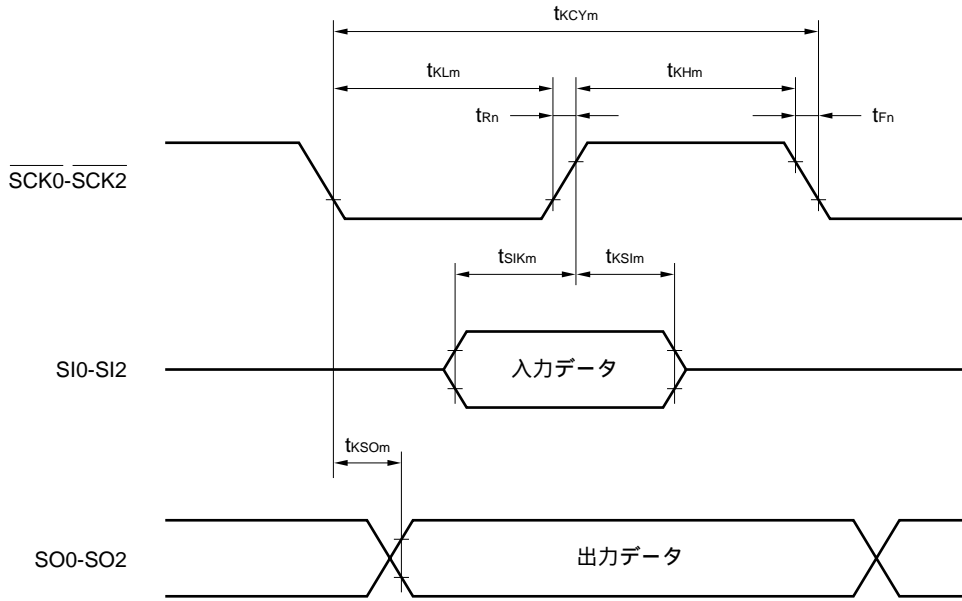 tKCYm
tKLm
tKHm
tRn
tFn
SCK0-SCK2
tSIKm
tKSIm
SI0-SI2
入力データ
tKSOm
SO0-SO2
出力データ